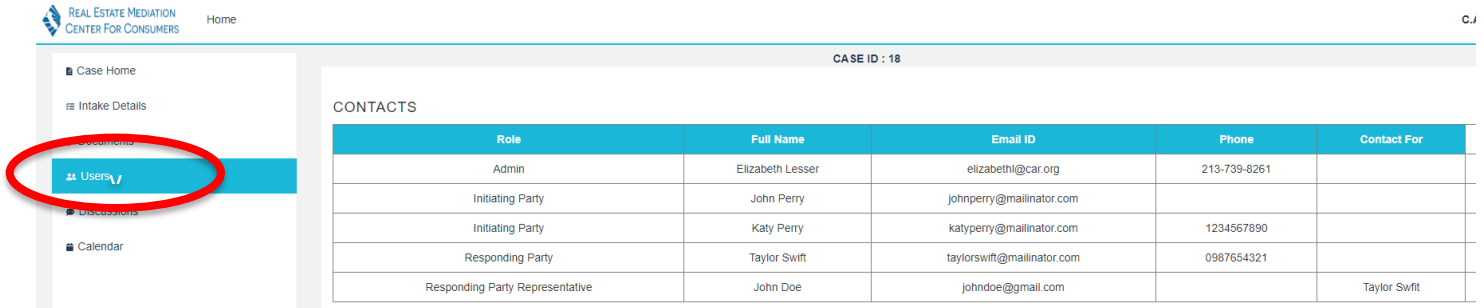 REAL ESTATE MEDIATION
CENTER FOR CONSUMERS
Home
CASE ID : 18
Case Home
Intake Details
Documents
Users
Discussions
Calendar
CONTACTS
Role Full Name Email ID Phone Contact For
Admin Elizabeth Lesser elizabethl@car.org 213-739-8261
Initiating Party John Perry johnperry@mailinator.com
Initiating Party Katy Perry katyperry@mailinator.com 1234567890
Responding Party Taylor Swift taylorswift@mailinator.com 0987654321
Responding Party Representative John Doe johndoe@gmail.com Taylor Swfit